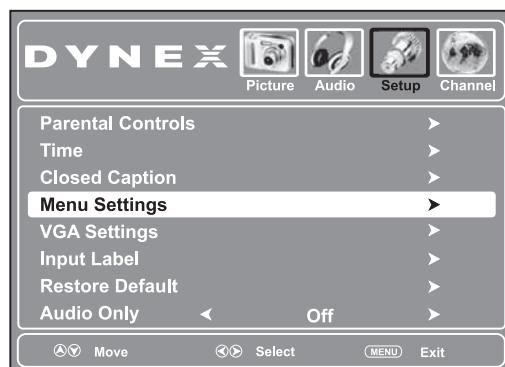 DYNEX
Picture Audio Setup Channel
Parental Controls
Time
Closed Caption
Menu Settings
VGA Settings
Input Label
Restore Default
Audio Only Off
Move Select MENU Exit